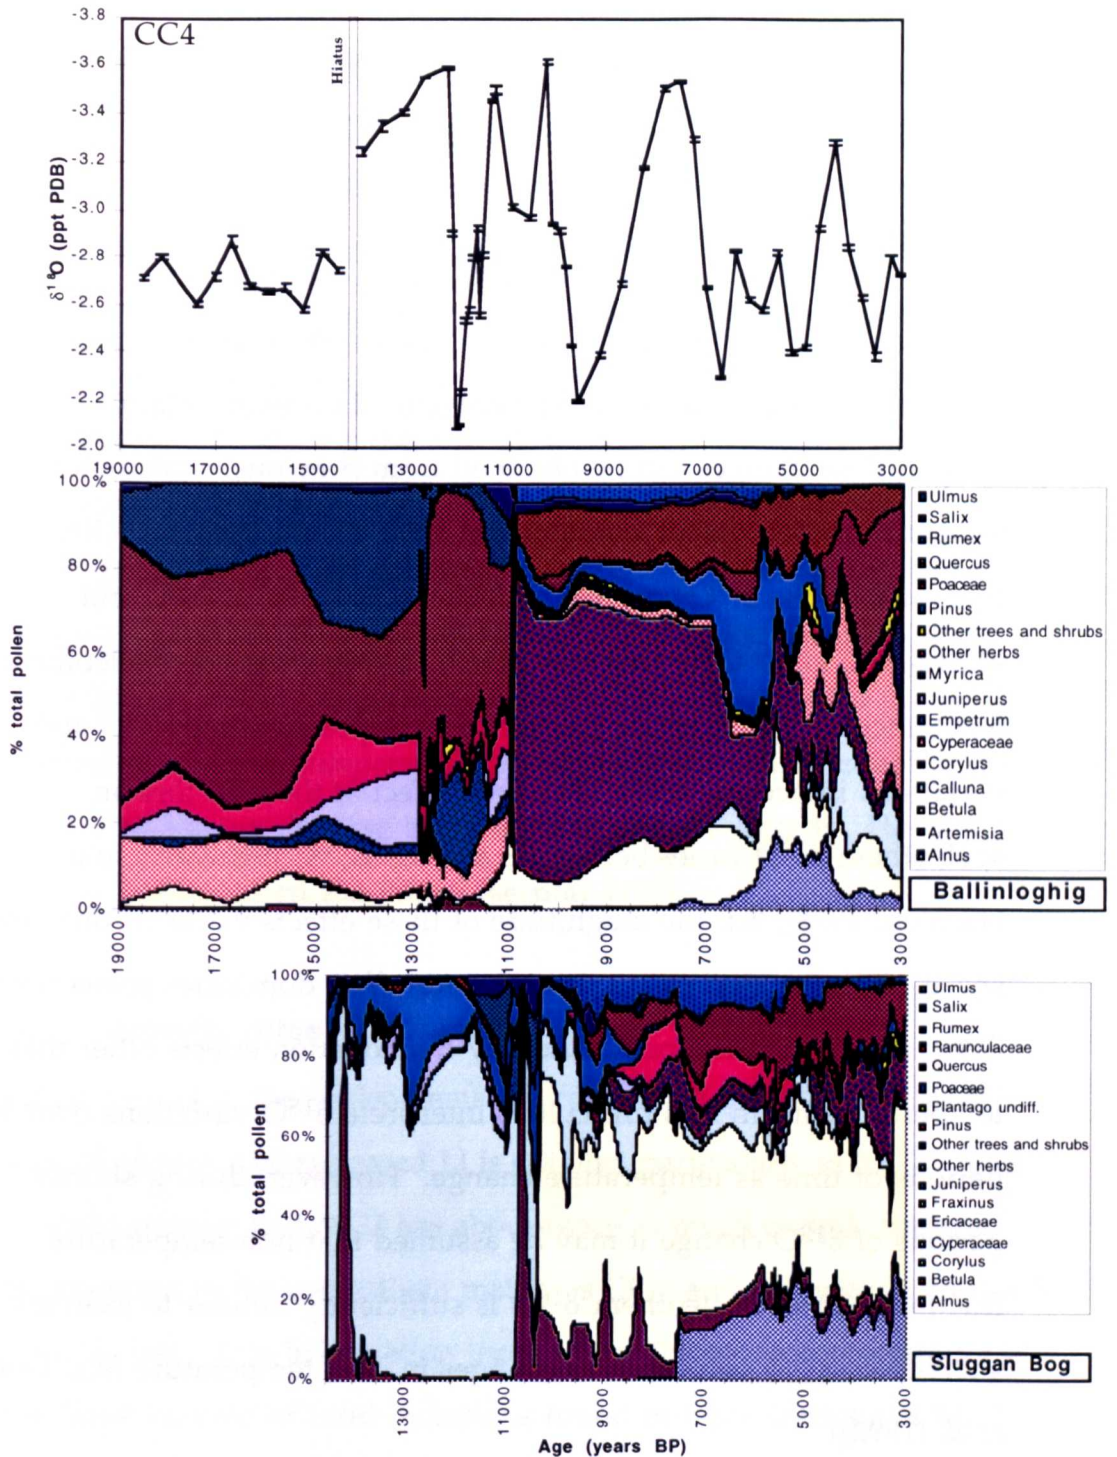 CC4
Hiatus
δ¹⁸O (ppt PDB)
-3.8
-3.6
-3.4
-3.2
-3.0
-2.8
-2.6
-2.4
-2.2
-2.0
19000 17000 15000 13000 11000 9000 7000 5000 3000
% total pollen
100%
80%
60%
40%
20%
0%
Ulmus
Salix
Rumex
Quercus
Poaceae
Pinus
Other trees and shrubs
Other herbs
Myrica
Juniperus
Empetrum
Cyperaceae
Corylus
Calluna
Betula
Artemisia
Alnus
Ballinloghig
19000 17000 15000 13000 11000 9000 7000 5000 3000
% total pollen
100%
80%
60%
40%
20%
0%
Ulmus
Salix
Rumex
Ranunculaceae
Quercus
Poaceae
Plantago undiff.
Pinus
Other trees and shrubs
Other herbs
Juniperus
Fraxinus
Ericaceae
Cyperaceae
Corylus
Betula
Alnus
Sluggan Bog
13000 11000 9000 7000 5000 3000
Age (years BP)